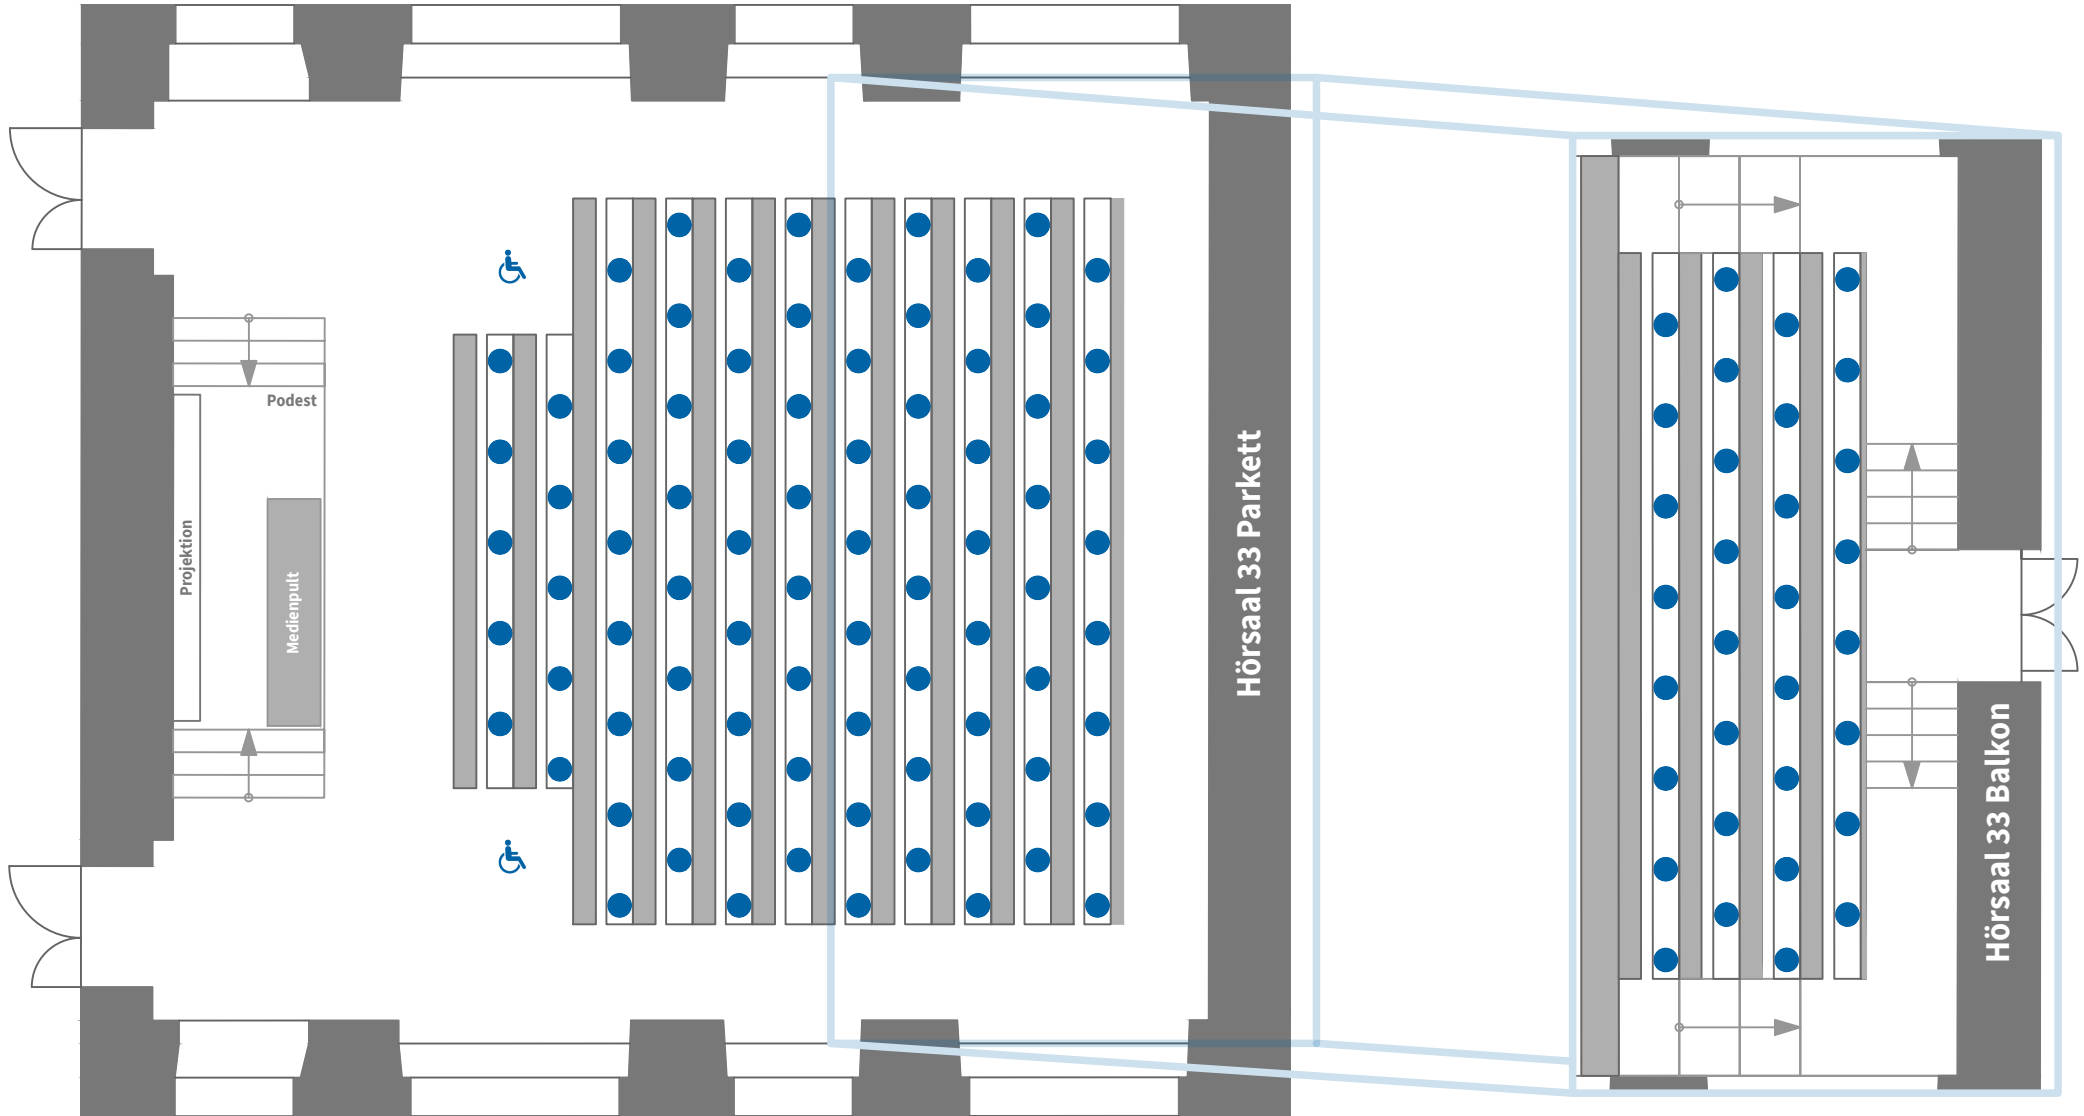 Podest
Projektion
Medienpult
Hörsaal 33 Parkett
Hörsaal 33 Balkon